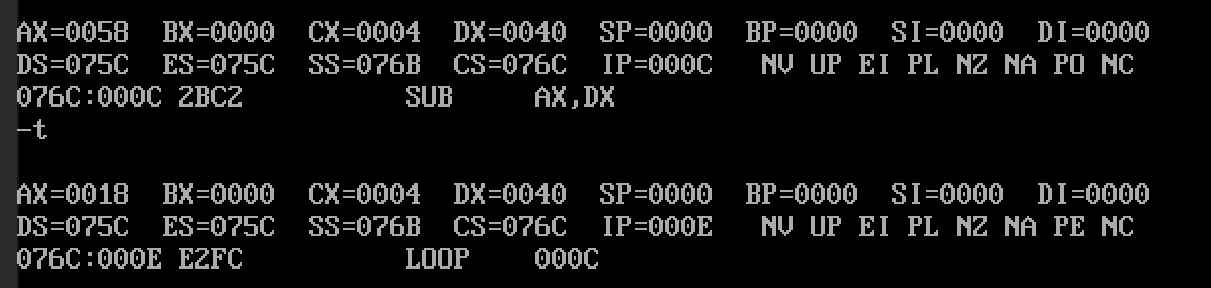 AX=0058  BX=0000  CX=0004  DX=0040  SP=0000  BP=0000  SI=0000  DI=0000
DS=075C  ES=075C  SS=076B  CS=076C  IP=000C   NV UP EI PL NZ NA PO NC
076C:000C 2BC2          SUB     AX,DX
-t
AX=0018  BX=0000  CX=0004  DX=0040  SP=0000  BP=0000  SI=0000  DI=0000
DS=075C  ES=075C  SS=076B  CS=076C  IP=000E   NV UP EI PL NZ NA PE NC
076C:000E E2FC          LOOP    000C